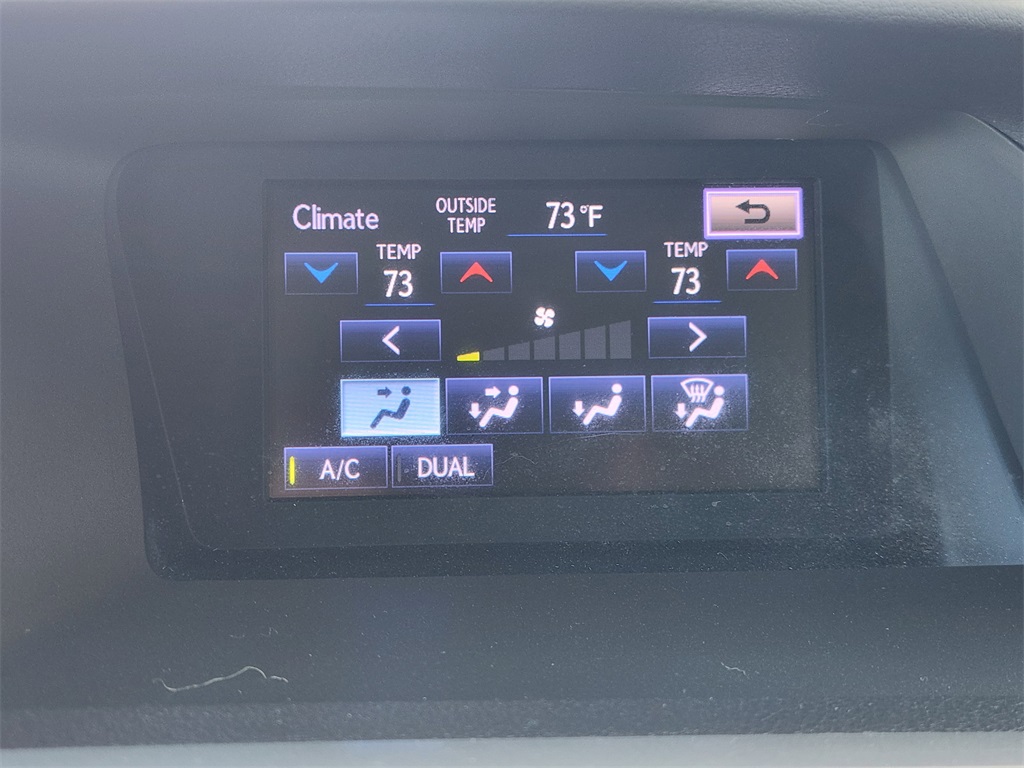 Climate
OUTSIDE
TEMP
73°F
TEMP
73
TEMP
73
A/C
DUAL